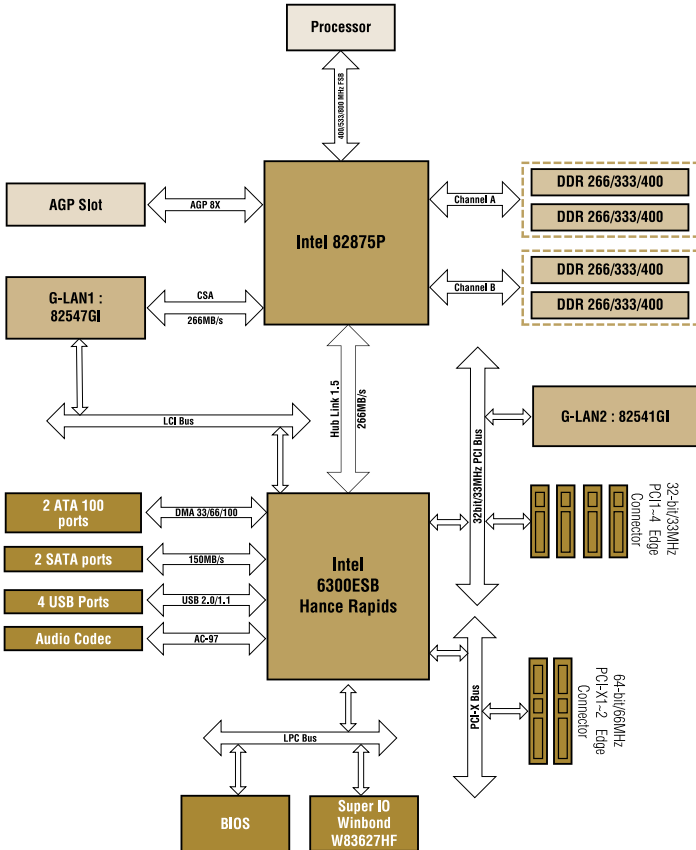 Processor
400/533/800 MHz FSB
AGP Slot
AGP 8X
Intel 82875P
Channel A
DDR 266/333/400
DDR 266/333/400
Channel B
DDR 266/333/400
DDR 266/333/400
G-LAN1 :
82547GI
CSA
266MB/s
Hub Link 1.5
266MB/s
LCI Bus
32bit/33MHz PCI Bus
G-LAN2 : 82541GI
32-bit/33MHz
PCI1~4 Edge
Connector
2 ATA 100
ports
DMA 33/66/100
2 SATA ports
150MB/s
4 USB Ports
USB 2.0/1.1
Audio Codec
AC-97
Intel
6300ESB
Hance Rapids
PCI-X Bus
64-bit/66MHz
PCI-X1~2 Edge
Connector
LPC Bus
BIOS
Super IO
Winbond
W83627HF